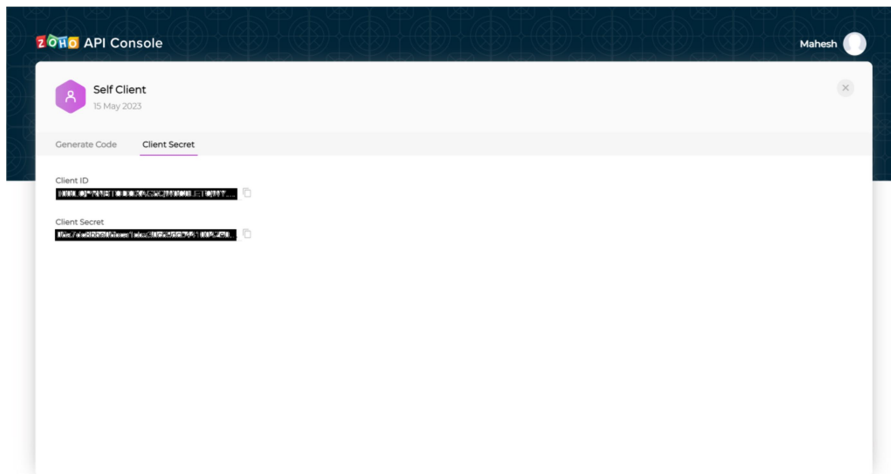 ZOHO API Console
Mahesh
Self Client
15 May 2023
Generate Code Client Secret
Client ID
Client Secret